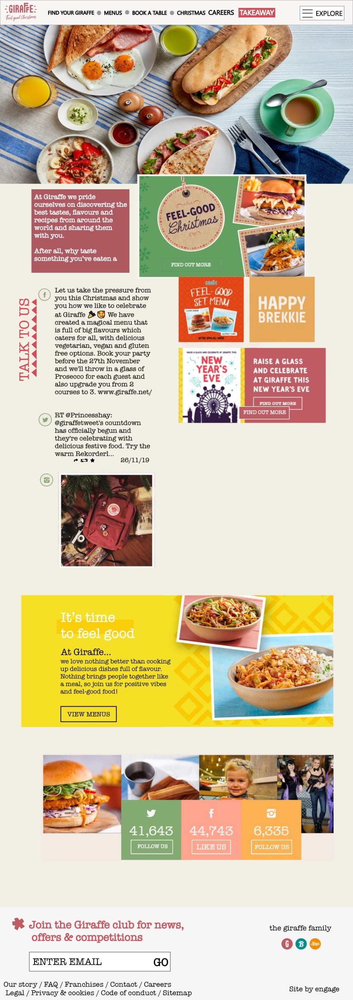 GIRAFFE
Feel-good Christmas
FIND YOUR GIRAFFE MENUS BOOK A TABLE CHRISTMAS CAREERS TAKEAWAY
EXPLORE
At Giraffe we pride
ourselves on discovering the
best tastes, flavours and
recipes from around the
world and sharing them
with you.
After all, why taste
something you've eaten a
FEEL-GOOD
Christmas
FIND OUT MORE
TALK TO US
Let us take the pressure from
you this Christmas and show
you how we like to celebrate
at Giraffe 🎉 🥰 We have
created a magical menu that
is full of big flavours which
caters for all, with delicious
vegetarian, vegan and gluten
free options. Book your party
before the 27th November
and we'll throw in a glass of
Prosecco for each guest and
also upgrade you from 2
courses to 3. www.giraffe.net/
GIRAFFE
FEEL-GOOD
SET MENU
CLASSIC BURGER
JACKFRUIT CURRY
AFTER 5PM ALL WEEK
HAPPY
BREKKIE
RAISE A GLASS AND CELEBRATE AT GIRAFFE THIS
NEW
YEAR'S
EVE
RAISE A GLASS
AND CELEBRATE
AT GIRAFFE THIS
NEW YEAR'S EVE
FIND OUT MORE
FIND OUT MORE
RT @Princesshay:
@giraffetweet's countdown
has officially begun and
they're celebrating with
delicious festive food. Try the
warm Rekorderl...
26/11/19
It's time
to feel good
At Giraffe...
we love nothing better than cooking
up delicious dishes full of flavour.
Nothing brings people together like
a meal, so join us for positive vibes
and feel-good food!
VIEW MENUS
41,643
FOLLOW US
44,743
LIKE US
6,335
FOLLOW US
Join the Giraffe club for news,
offers & competitions
ENTER EMAIL GO
the giraffe family
G B
Our story / FAQ / Franchises / Contact / Careers
Legal / Privacy & cookies / Code of conduct / Sitemap
Site by engage